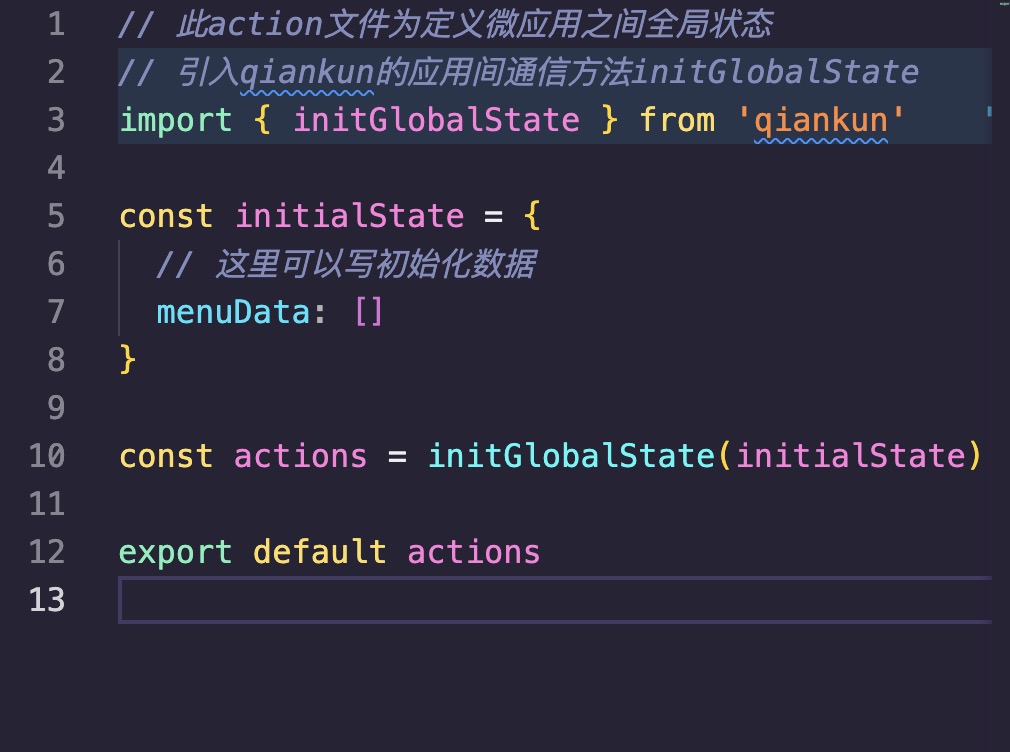 1 // 此action文件为定义微应用之间全局状态
2 // 引入qiankun的应用间通信方法initGlobalState
3 import { initGlobalState } from 'qiankun'
4
5 const initialState = {
6 // 这里可以写初始化数据
7 menuData: []
8 }
9
10 const actions = initGlobalState(initialState)
11
12 export default actions
13